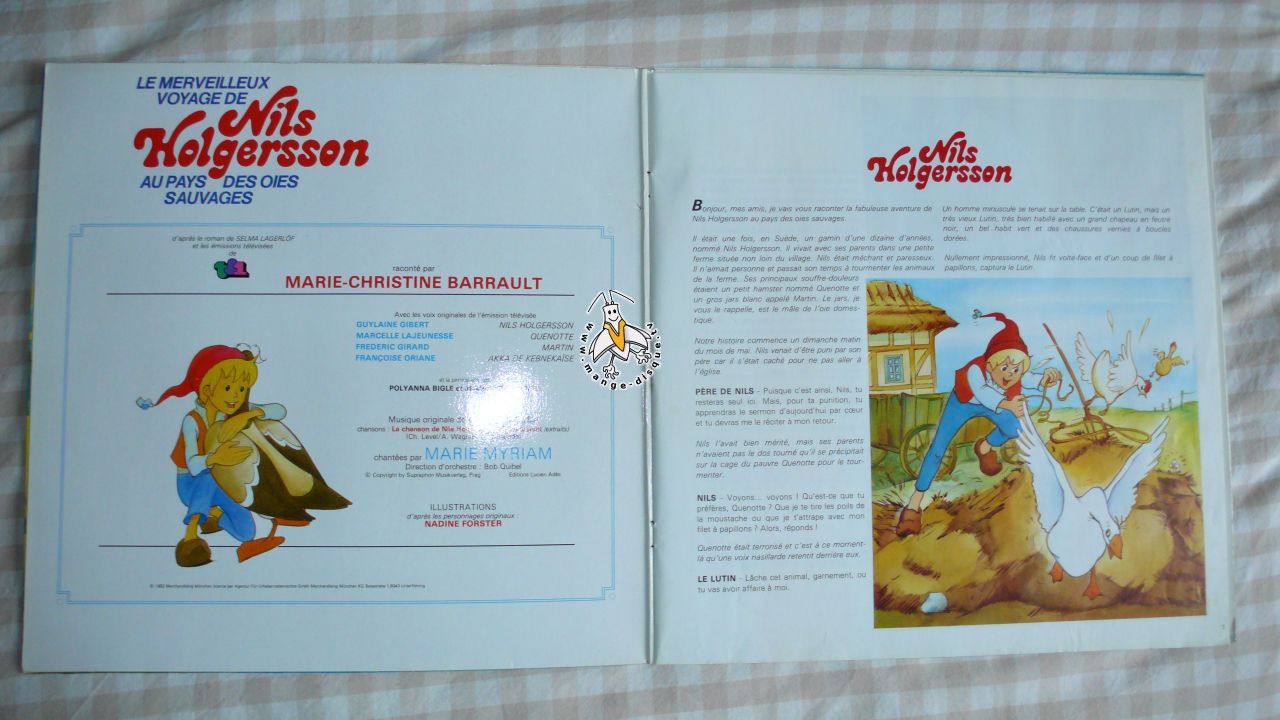 LE MERVEILLEUX
VOYAGE DE
Nils
Holgersson
AU PAYS DES OIES
SAUVAGES
d'après le roman de SELMA LAGERLÖF
et les émissions télévisées
de
raconté par
MARIE-CHRISTINE BARRAULT
Avec les voix originales de l'émission télévisée
GUYLAINE GIBERT NILS HOLGERSSON
MARCELLE LAJEUNESSE QUENOTTE
FREDERIC GIRARD MARTIN
FRANÇOISE ORIANE AKKA DE KEBNEKAÏSE
et la
POLYANNA BIGLE
Musique originale de
chansons : La chanson de Nils (extraits)
(Ch. Level/A.
chantées par MARIE MYRIAM
Direction d'orchestre : Bob Quibel
© Copyright by Supraphon Musikverlag, Prag Editions Lucien Adès
ILLUSTRATIONS
d'après les personnages originaux :
NADINE FORSTER
© 1982 Merchandising München
www.mange-disques.tv
Nils
Holgersson
Bonjour, mes amis, je vais vous raconter la fabuleuse aventure de
Nils Holgersson au pays des oies sauvages.
Il était une fois, en Suède, un gamin d'une dizaine d'années,
nommé Nils Holgersson. Il vivait avec ses parents dans une petite
ferme située non loin du village. Nils était méchant et paresseux.
Il n'aimait personne et passait son temps à tourmenter les animaux
de la ferme. Ses principaux souffre-douleurs
étaient un petit hamster nommé Quenotte et
un gros jars blanc appelé Martin. Le jars, je
vous le rappelle, est le mâle de l'oie domes-
tique.
Notre histoire commence un dimanche matin
du mois de mai. Nils venait d'être puni par son
père car il s'était caché pour ne pas aller à
l'église.
PÈRE DE NILS - Puisque c'est ainsi, Nils, tu
resteras seul ici. Mais, pour ta punition, tu
apprendras le sermon d'aujourd'hui par cœur
et tu devras me le réciter à mon retour.
Nils l'avait bien mérité, mais ses parents
n'avaient pas le dos tourné qu'il se précipitait
sur la cage du pauvre Quenotte pour le tour-
menter.
NILS - Voyons... voyons ! Qu'est-ce que tu
préfères, Quenotte ? Que je te tire les poils de
la moustache ou que je t'attrape avec mon
filet à papillons ? Alors, réponds !
Quenotte était terrorisé et c'est à ce moment-
là qu'une voix nasillarde retentit derrière eux.
LE LUTIN - Lâche cet animal, garnement, ou
tu vas avoir affaire à moi.
Un homme minuscule se tenait sur la table. C'était un Lutin, mais un
très vieux Lutin, très bien habillé avec un grand chapeau en feutre
noir, un bel habit vert et des chaussures vernies à boucles
dorées.
Nullement impressionné, Nils fit volte-face et d'un coup de filet à
papillons, captura le Lutin.